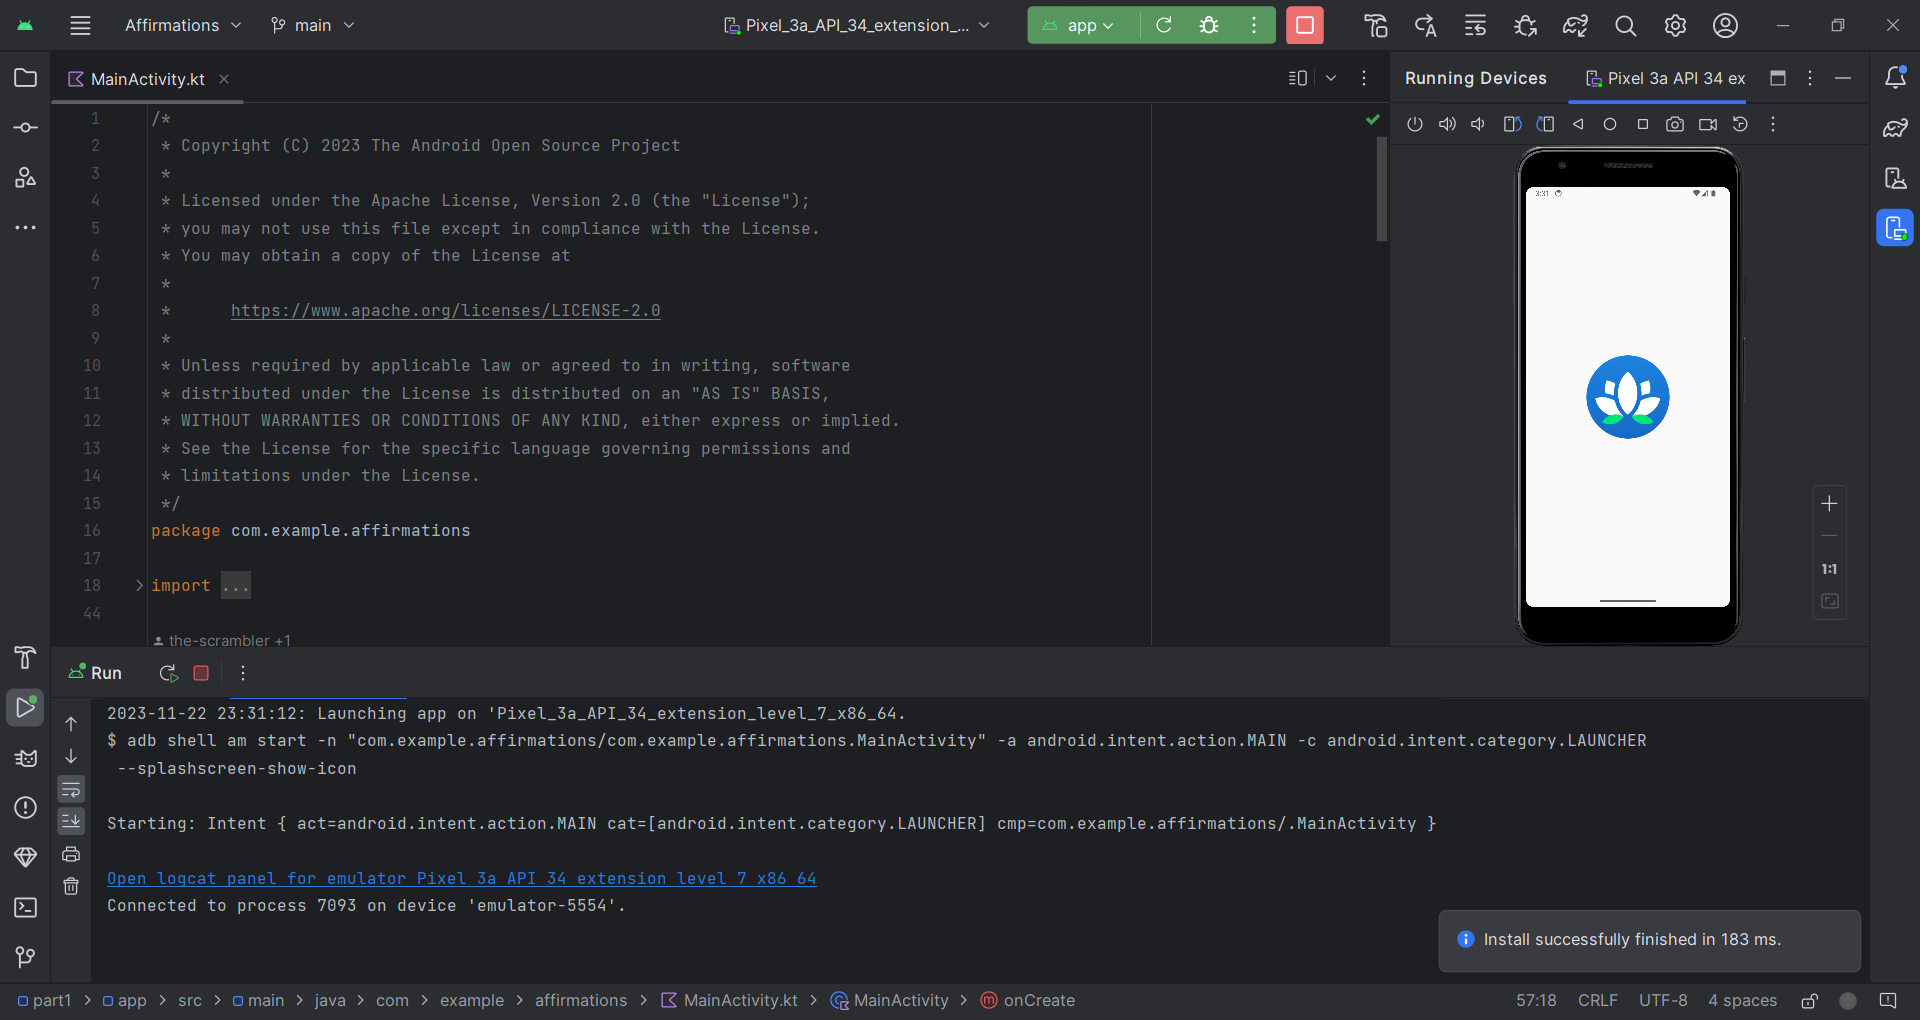 Affirmations main Pixel_3a_API_34_extension_... app
MainActivity.kt
Running Devices Pixel 3a API 34 ex
1 /*
2 * Copyright (C) 2023 The Android Open Source Project
3 *
4 * Licensed under the Apache License, Version 2.0 (the "License");
5 * you may not use this file except in compliance with the License.
6 * You may obtain a copy of the License at
7 *
8 * https://www.apache.org/licenses/LICENSE-2.0
9 *
10 * Unless required by applicable law or agreed to in writing, software
11 * distributed under the License is distributed on an "AS IS" BASIS,
12 * WITHOUT WARRANTIES OR CONDITIONS OF ANY KIND, either express or implied.
13 * See the License for the specific language governing permissions and
14 * limitations under the License.
15 */
16 package com.example.affirmations
17
18 import ...
44
the-scrambler +1
3:31
1:1
Run
2023-11-22 23:31:12: Launching app on 'Pixel_3a_API_34_extension_level_7_x86_64.
$ adb shell am start -n "com.example.affirmations/com.example.affirmations.MainActivity" -a android.intent.action.MAIN -c android.intent.category.LAUNCHER
--splashscreen-show-icon
Starting: Intent { act=android.intent.action.MAIN cat=[android.intent.category.LAUNCHER] cmp=com.example.affirmations/.MainActivity }
Open logcat panel for emulator Pixel 3a API 34 extension level 7 x86 64
Connected to process 7093 on device 'emulator-5554'.
Install successfully finished in 183 ms.
part1 > app > src > main > java > com > example > affirmations > MainActivity.kt > MainActivity > onCreate
57:18 CRLF UTF-8 4 spaces